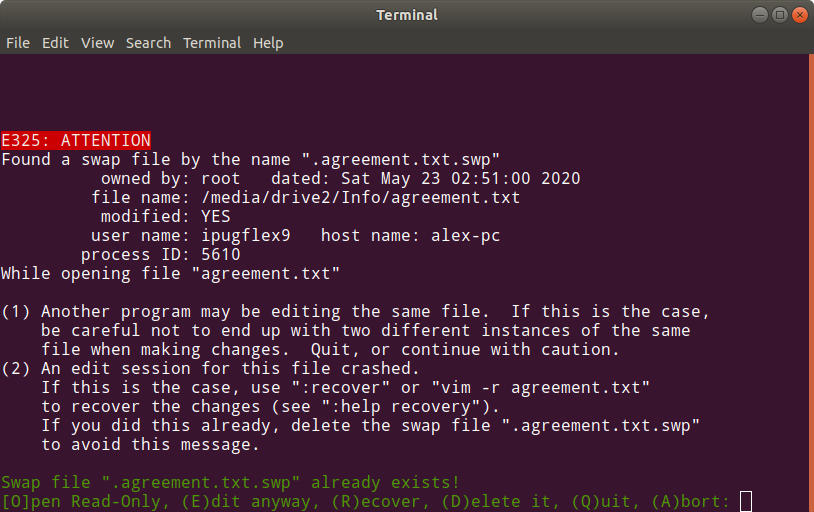 Terminal
File Edit View Search Terminal Help
E325: ATTENTION
Found a swap file by the name ".agreement.txt.swp"
          owned by: root   dated: Sat May 23 02:51:00 2020
         file name: /media/drive2/Info/agreement.txt
          modified: YES
         user name: ipugflex9   host name: alex-pc
        process ID: 5610
While opening file "agreement.txt"
(1) Another program may be editing the same file.  If this is the case,
    be careful not to end up with two different instances of the same
    file when making changes.  Quit, or continue with caution.
(2) An edit session for this file crashed.
    If this is the case, use ":recover" or "vim -r agreement.txt"
    to recover the changes (see ":help recovery").
    If you did this already, delete the swap file ".agreement.txt.swp"
    to avoid this message.
Swap file ".agreement.txt.swp" already exists!
[O]pen Read-Only, (E)dit anyway, (R)ecover, (D)elete it, (Q)uit, (A)bort: